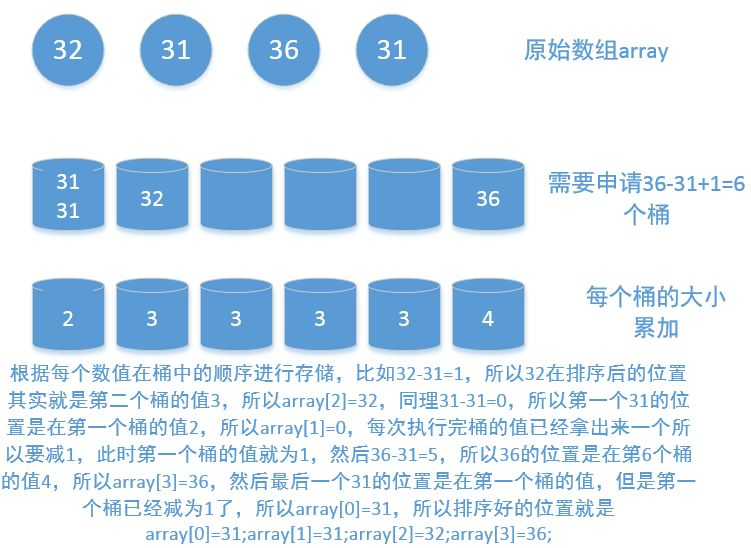 32 31 36 31 原始数组array
31
31
32
36
需要申请36-31+1=6
个桶
2 3 3 3 3 4
每个桶的大小
累加
根据每个数值在桶中的顺序进行存储，比如32-31=1，所以32在排序后的位置
其实就是第二个桶的值3，所以array[2]=32，同理31-31=0，所以第一个31的位
置是在第一个桶的值2，所以array[1]=0，每次执行完桶的值已经拿出来一个所
以要减1，此时第一个桶的值就为1，然后36-31=5，所以36的位置是在第6个桶
的值4，所以array[3]=36，然后最后一个31的位置是在第一个桶的值，但是第一
个桶已经减为1了，所以array[0]=31，所以排序好的位置就是
array[0]=31;array[1]=31;array[2]=32;array[3]=36;